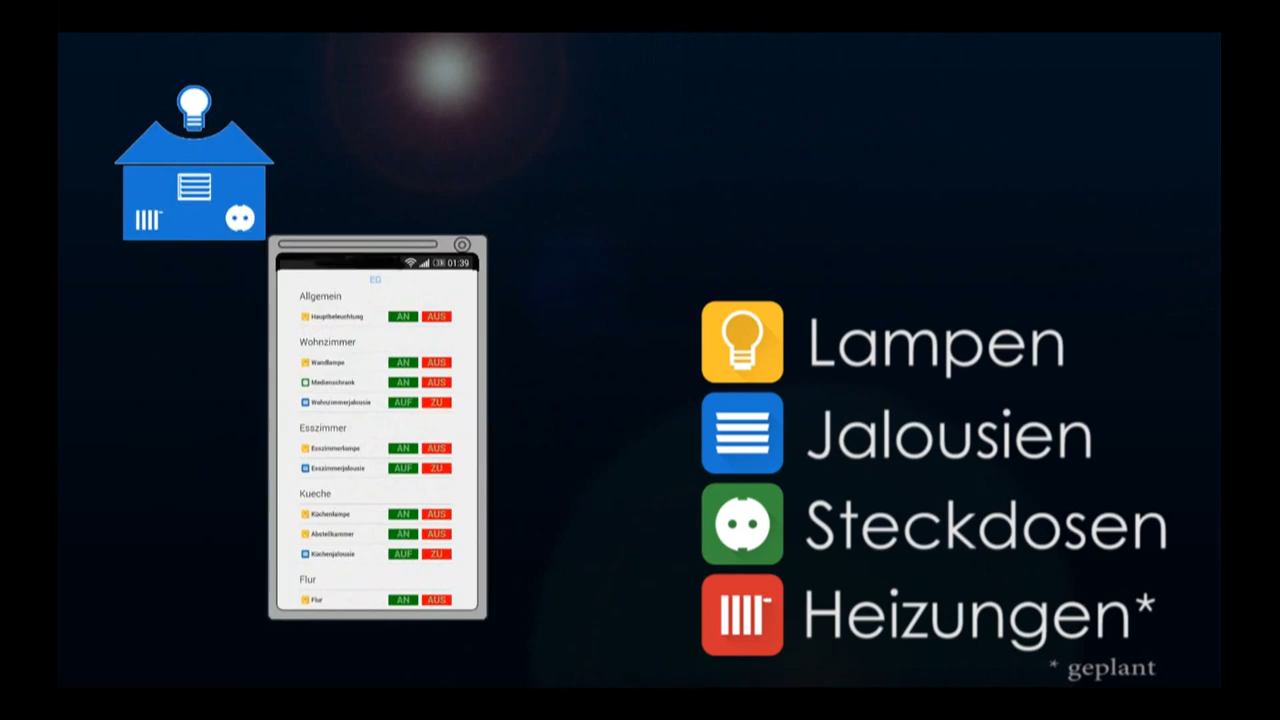 01:39
EG
Allgemein
Hauptbeleuchtung AN AUS
Wohnzimmer
Wandlampe AN AUS
Medienschrank AN AUS
Wohnzimmerjalousie AUF ZU
Esszimmer
Esszimmerlampe AN AUS
Esszimmerjalousie AUF ZU
Kueche
Küchenlampe AN AUS
Abstellkammer AN AUS
Küchenjalousie AUF ZU
Flur
Flur AN AUS
Lampen
Jalousien
Steckdosen
Heizungen*
* geplant